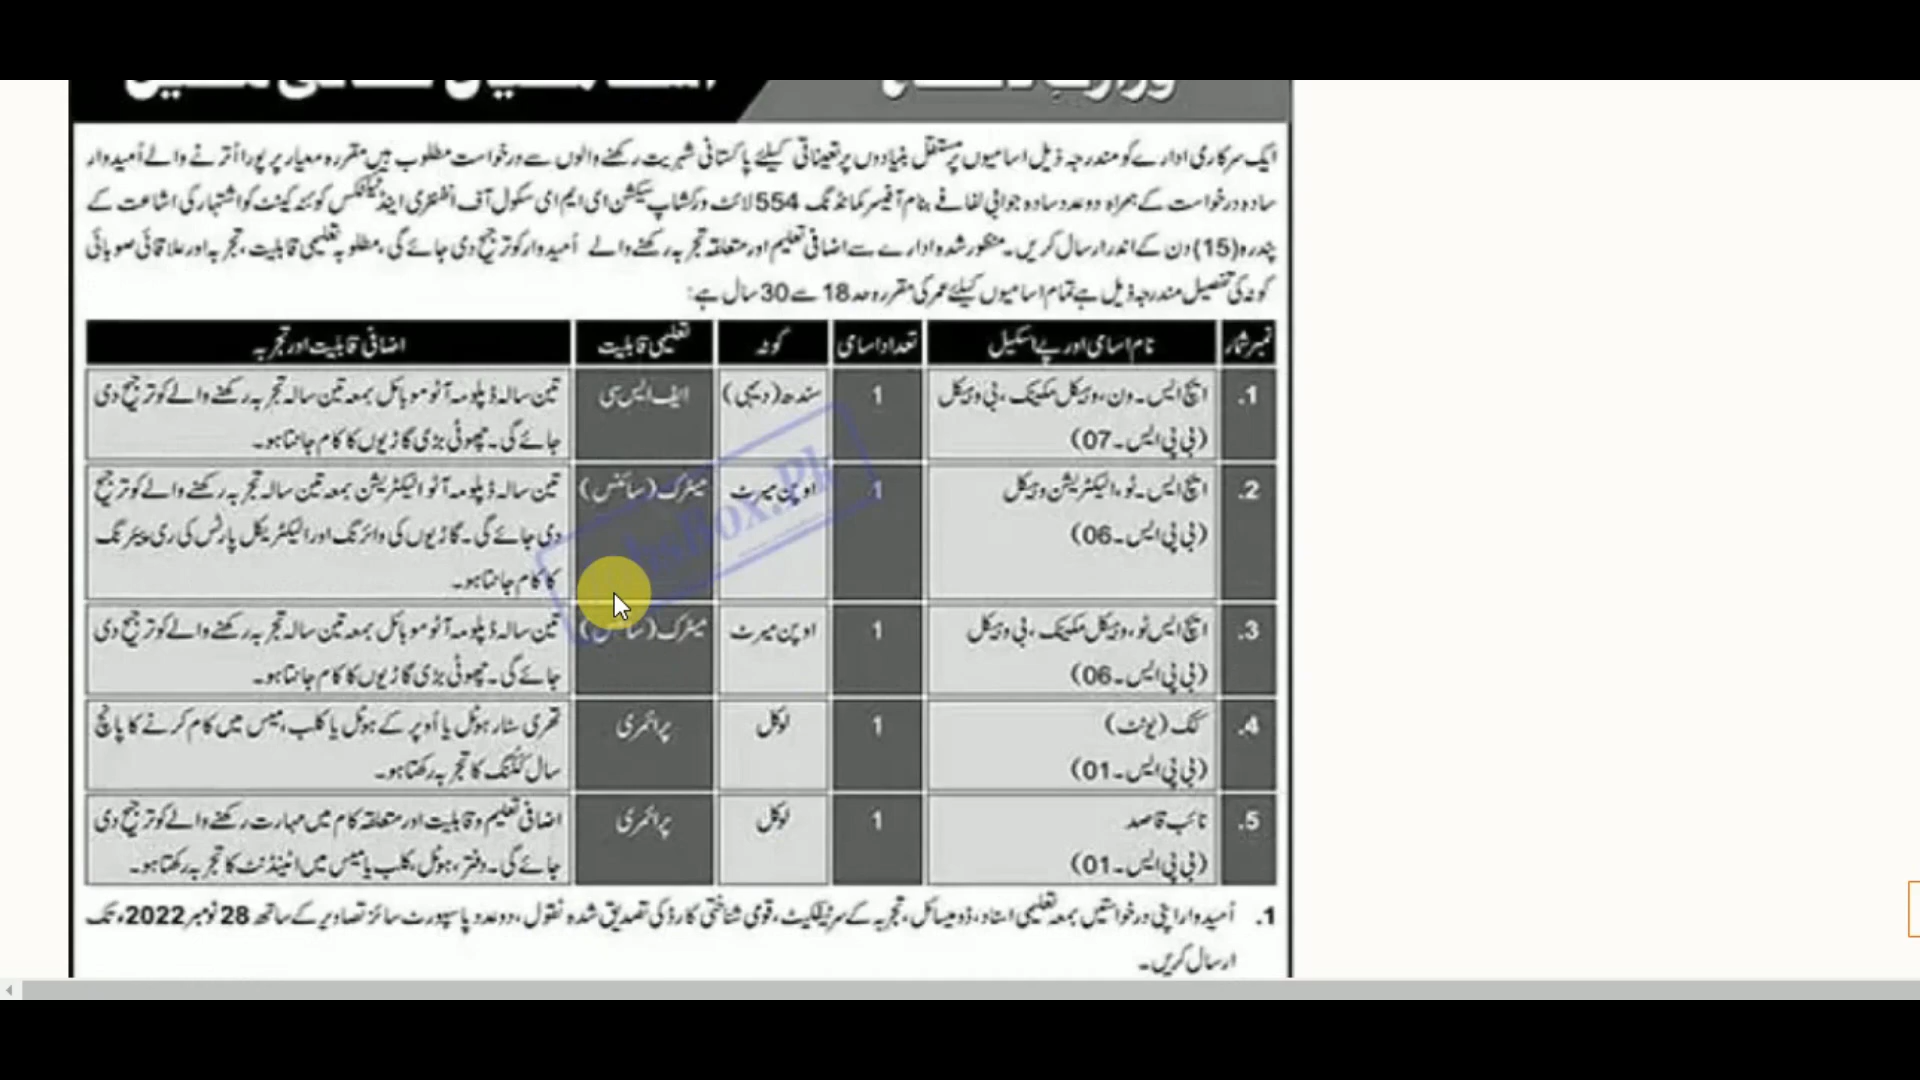 ایک سرکاری ادارے کو مندرجہ ذیل اسامیوں پر مستقل بنیادوں پر تعیناتی کیلئے پاکستانی شہریت رکھنے والوں سے درخواست مطلوب ہیں مقررہ معیار پر پورا اُترنے والے اُمیدوار
سادہ درخواست کے ہمراہ دو عدد سادہ جوابی لفافے بنام آفیسر کمانڈنگ 554 لائٹ ورکشاپ سیکشن ای ایم ای سکول آف انفنٹری اینڈ ٹیکٹکس کوئٹہ کینٹ کو اشتہار کی اشاعت کے
پندرہ (15) دن کے اندر ارسال کریں۔ منظور شدہ ادارے سے اضافی تعلیم اور متعلقہ تجربہ رکھنے والے اُمیدوار کو ترجیح دی جائے گی، مطلوبہ تعلیمی قابلیت، تجربہ اور علاقائی صوبائی
کوٹہ کی تفصیل مندرجہ ذیل ہے تمام اسامیوں کیلئے عمر کی مقررہ حد 18 سے 30 سال ہے:
نمبر شمار نام اسامی اور پے اسکیل تعداد اسامی کوٹہ تعلیمی قابلیت اضافی قابلیت اور تجربہ
1. ایچ ایس۔ ون، وہیکل مکینک، بی وہیکل 1 سندھ (دیہی) ایف ایس سی تین سالہ ڈپلومہ آٹو موبائل بمعہ تین سالہ تجربہ رکھنے والے کو ترجیح دی
(بی پی ایس۔07) جائے گی۔ چھوٹی بڑی گاڑیوں کا کام جانتا ہو۔
2. ایچ ایس۔ ٹو، الیکٹریشن وہیکل 1 اوپن میرٹ میٹرک (سائنس) تین سالہ ڈپلومہ آٹو الیکٹریشن بمعہ تین سالہ تجربہ رکھنے والے کو ترجیح
(بی پی ایس۔06) دی جائے گی۔ گاڑیوں کی وائرنگ اور الیکٹریکل پارٹس کی ری پیئرنگ
کا کام جانتا ہو۔
3. ایچ ایس ٹو، وہیکل مکینک، بی وہیکل 1 اوپن میرٹ میٹرک (سائنس) تین سالہ ڈپلومہ آٹو موبائل بمعہ تین سالہ تجربہ رکھنے والے کو ترجیح دی
(بی پی ایس۔06) جائے گی۔ چھوٹی بڑی گاڑیوں کا کام جانتا ہو۔
4. کک (یونٹ) 1 لوکل پرائمری تھری سٹار ہوٹل یا اُوپر کے ہوٹل یا کلب، میس میں کام کرنے کا پانچ
(بی پی ایس۔01) سال کُکنگ کا تجربہ رکھتا ہو۔
5. نائب قاصد 1 لوکل پرائمری اضافی تعلیم و قابلیت اور متعلقہ کام میں مہارت رکھنے والے کو ترجیح دی
(بی پی ایس۔01) جائے گی۔ دفتر، ہوٹل، کلب یا میس میں اٹینڈنٹ کا تجربہ رکھتا ہو۔
1. اُمیدوار اپنی درخواستیں بمعہ تعلیمی اسناد، ڈومیسائل، تجربہ کے سرٹیفکیٹ، قومی شناختی کارڈ کی تصدیق شدہ نقول، دو عدد پاسپورٹ سائز تصاویر کے ساتھ 28 نومبر 2022ء تک
ارسال کریں۔